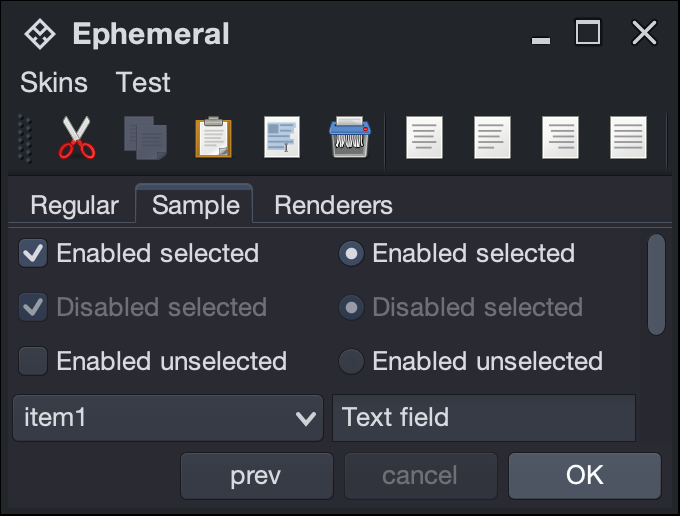 Ephemeral
Skins Test
Regular Sample Renderers
Enabled selected Enabled selected
Disabled selected Disabled selected
Enabled unselected Enabled unselected
item1 Text field
prev cancel OK